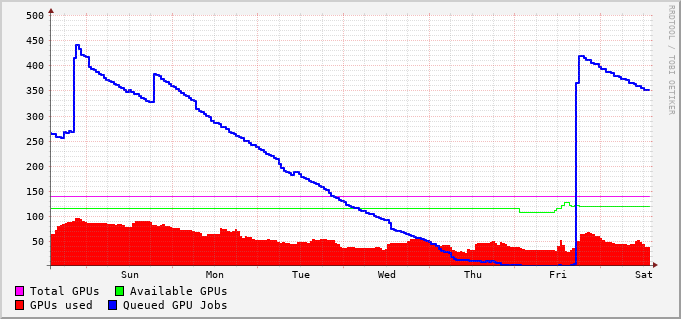 500
450
400
350
300
250
200
150
100
50
Sun Mon Tue Wed Thu Fri Sat
Total GPUs Available GPUs
GPUs used Queued GPU Jobs
RRDTOOL / TOBI OETIKER